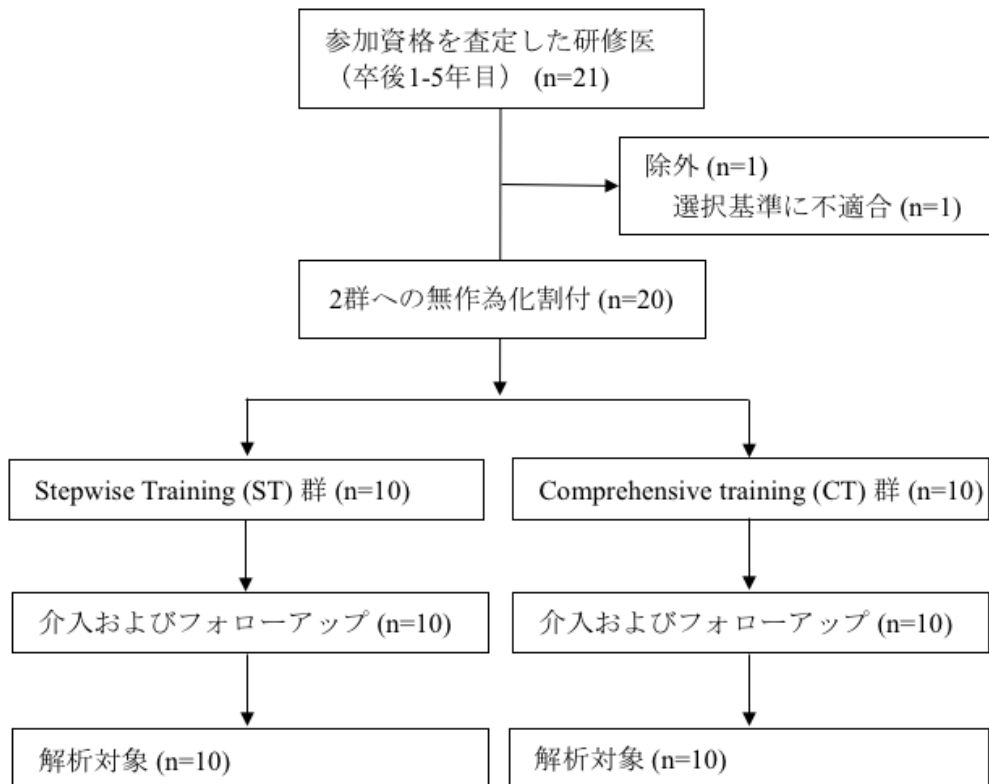 参加資格を査定した研修医
（卒後1-5年目） (n=21)
除外 (n=1)
選択基準に不適合 (n=1)
2群への無作為化割付 (n=20)
Stepwise Training (ST) 群 (n=10)
Comprehensive training (CT) 群 (n=10)
介入およびフォローアップ (n=10)
介入およびフォローアップ (n=10)
解析対象 (n=10)
解析対象 (n=10)